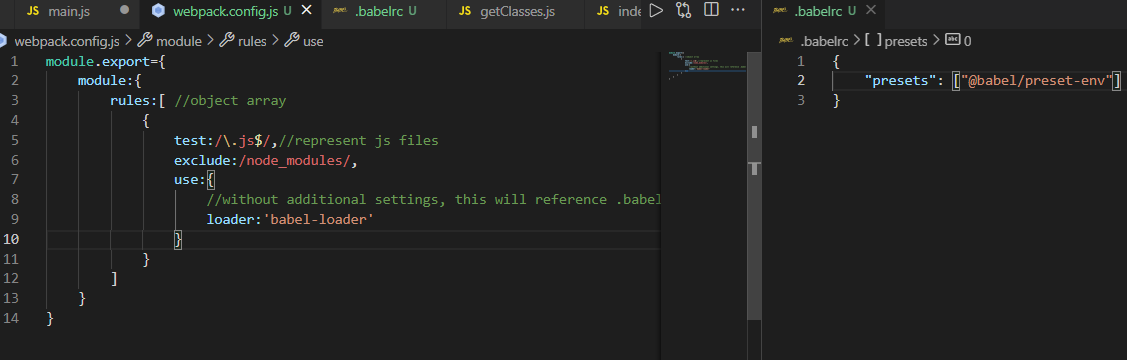 JS main.js webpack.config.js U .babelrc U JS getClasses.js JS inde .babelrc U
webpack.config.js > module > rules > use
1 module.export={
2 module:{
3 rules:[ //object array
4 {
5 test:/\.js$/,//represent js files
6 exclude:/node_modules/,
7 use:{
8 //without additional settings, this will reference .babel
9 loader:'babel-loader'
10 }
11 }
12 ]
13 }
14 }
.babelrc > [ ] presets > abc 0
1 {
2 "presets": ["@babel/preset-env"]
3 }